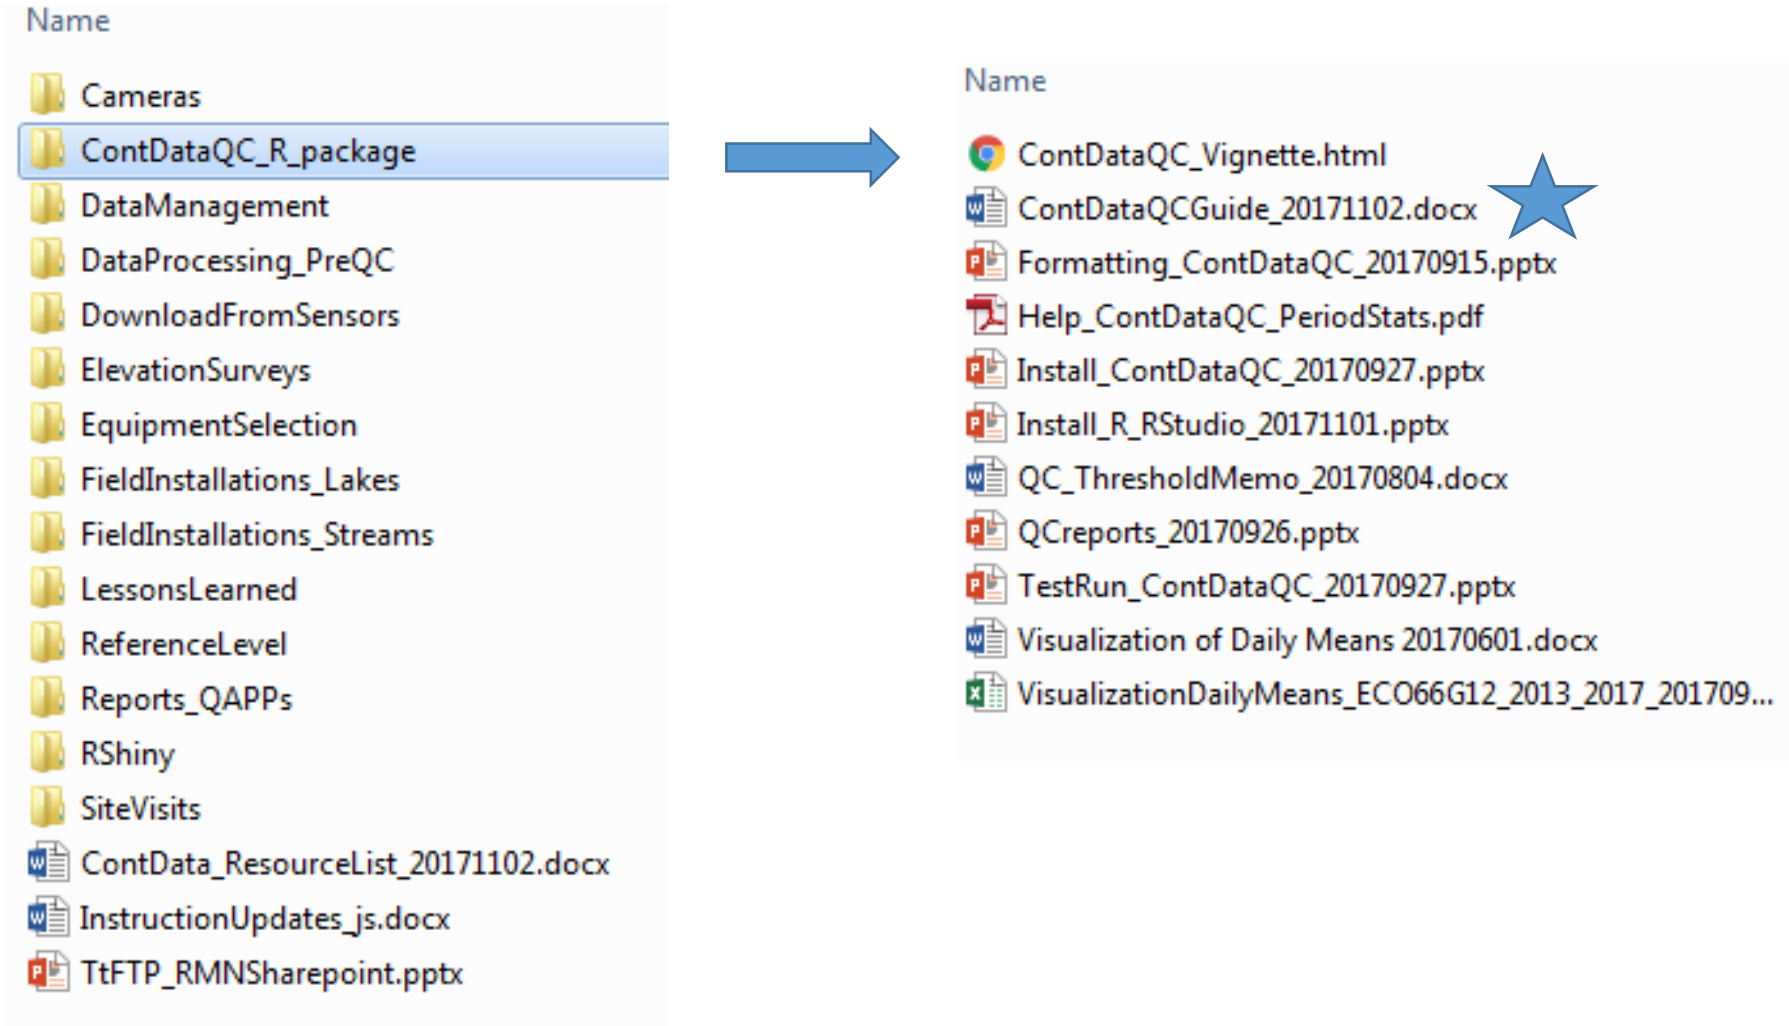 Name
Cameras
ContDataQC_R_package
DataManagement
DataProcessing_PreQC
DownloadFromSensors
ElevationSurveys
EquipmentSelection
FieldInstallations_Lakes
FieldInstallations_Streams
LessonsLearned
ReferenceLevel
Reports_QAPPs
RShiny
SiteVisits
ContData_ResourceList_20171102.docx
InstructionUpdates_js.docx
TtFTP_RMNSharepoint.pptx
Name
ContDataQC_Vignette.html
ContDataQCGuide_20171102.docx
Formatting_ContDataQC_20170915.pptx
Help_ContDataQC_PeriodStats.pdf
Install_ContDataQC_20170927.pptx
Install_R_RStudio_20171101.pptx
QC_ThresholdMemo_20170804.docx
QCreports_20170926.pptx
TestRun_ContDataQC_20170927.pptx
Visualization of Daily Means 20170601.docx
VisualizationDailyMeans_ECO66G12_2013_2017_201709...